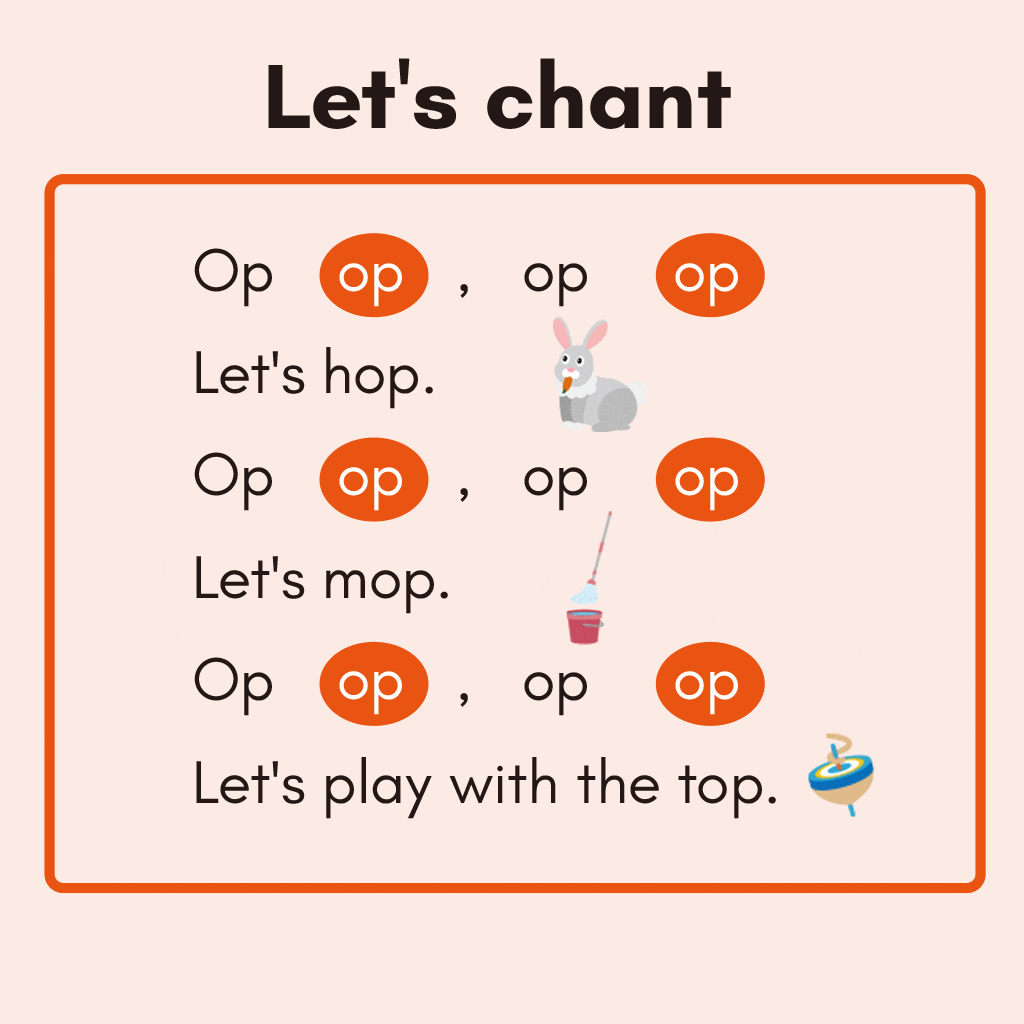 Let's chant
Op op , op op
Let's hop.
Op op , op op
Let's mop.
Op op , op op
Let's play with the top.